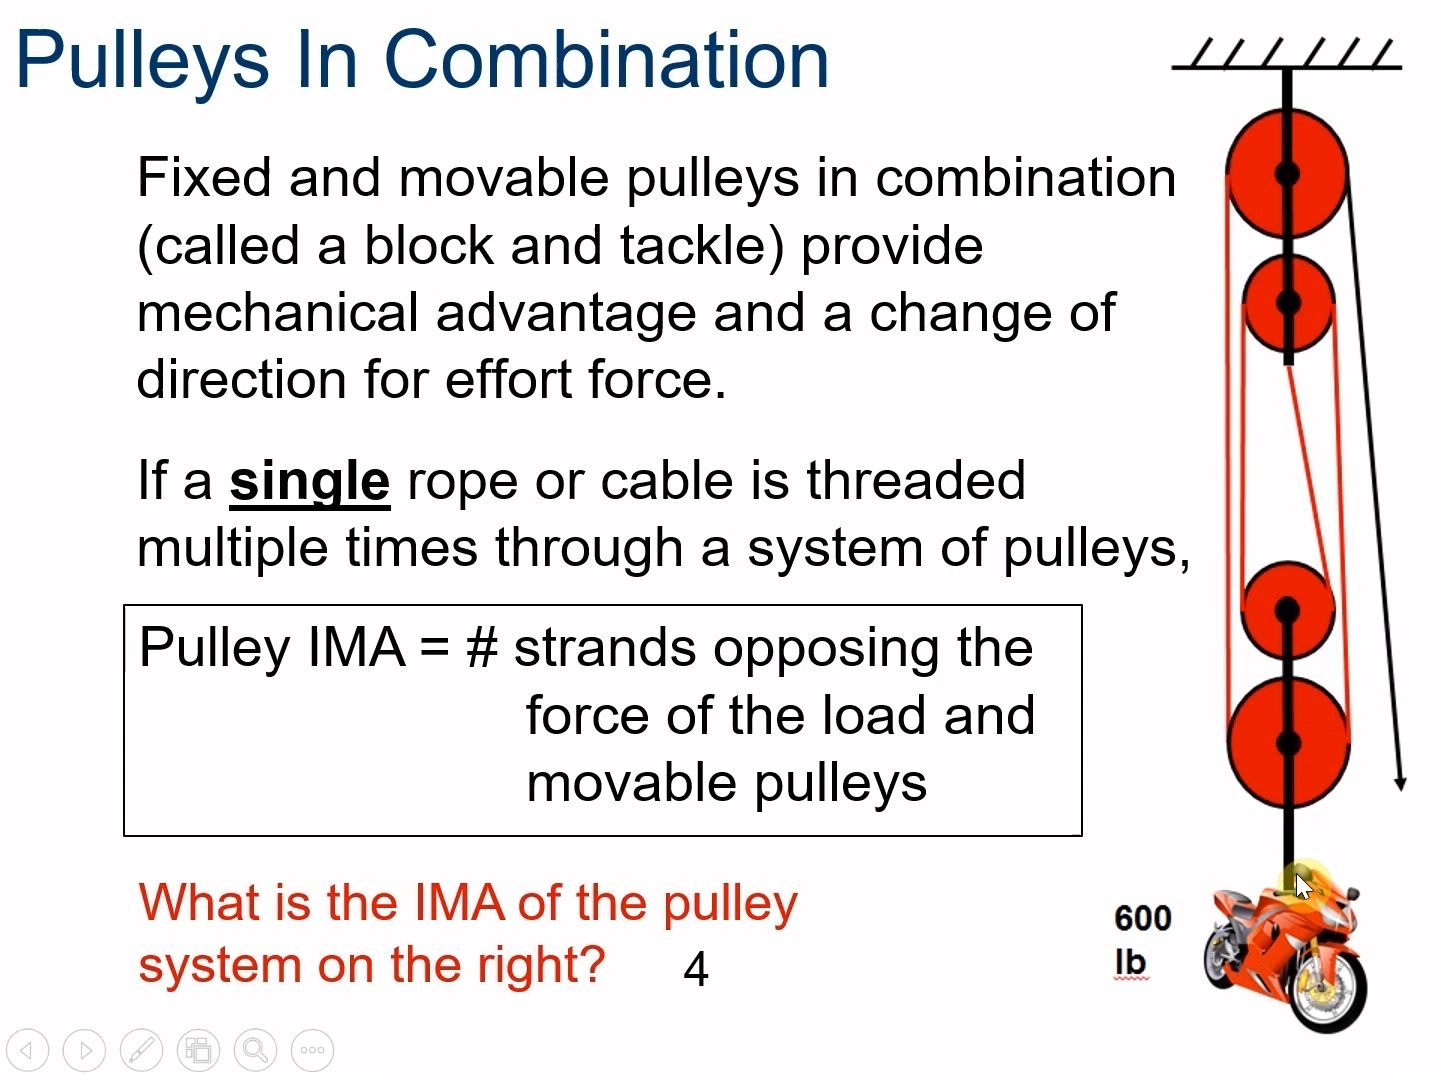 Pulleys In Combination
Fixed and movable pulleys in combination
(called a block and tackle) provide
mechanical advantage and a change of
direction for effort force.
If a single rope or cable is threaded
multiple times through a system of pulleys,
Pulley IMA = # strands opposing the
force of the load and
movable pulleys
What is the IMA of the pulley
system on the right? 4
600
lb